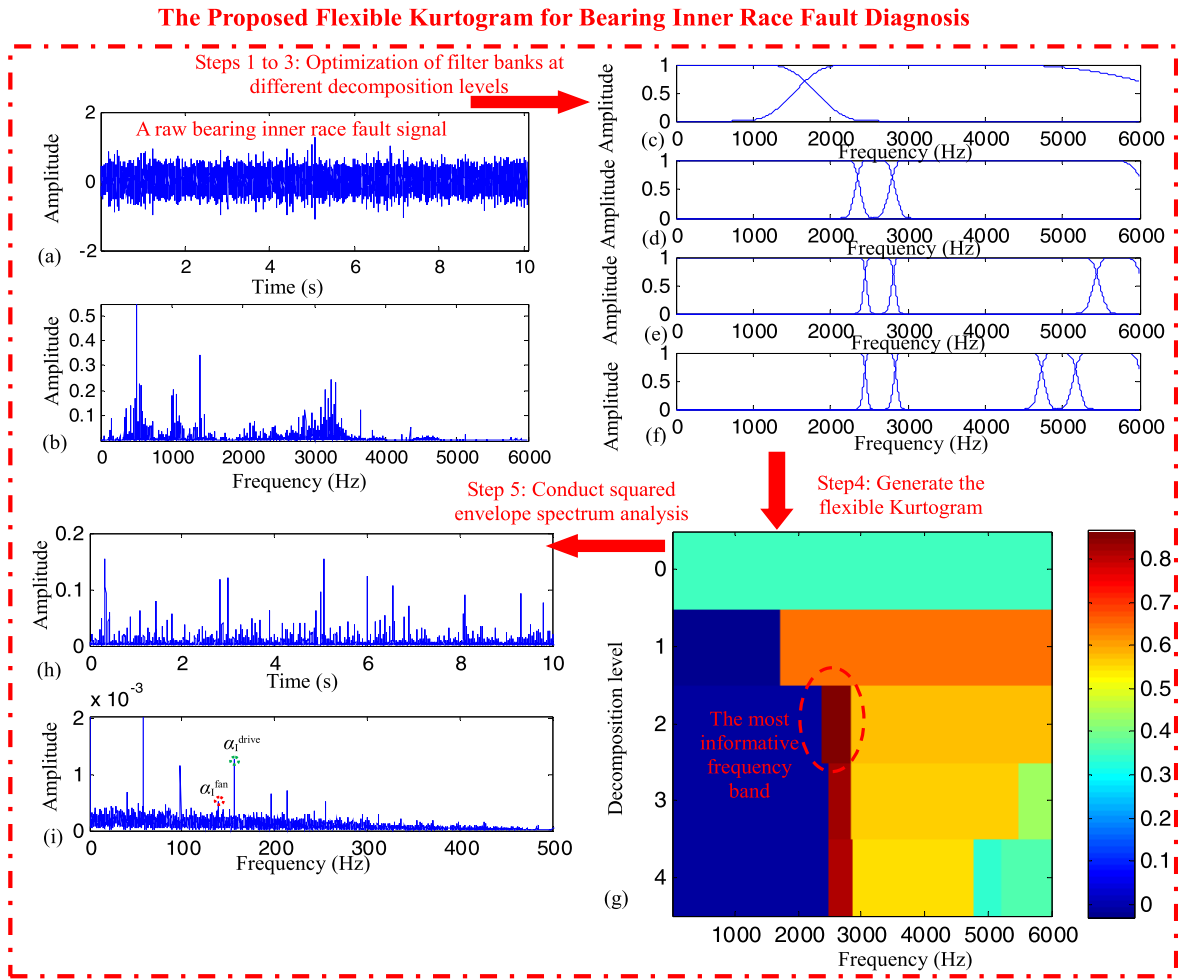 The Proposed Flexible Kurtogram for Bearing Inner Race Fault Diagnosis
Steps 1 to 3: Optimization of filter banks at
different decomposition levels
A raw bearing inner race fault signal
2
0
-2
Amplitude
2 4 6 8 10
Time (s)
(a)
0.5
0.4
0.3
0.2
0.1
Amplitude
0 1000 2000 3000 4000 5000 6000
Frequency (Hz)
(b)
1
0.5
0
Amplitude
0 1000 2000 3000 4000 5000 6000
Frequency (Hz)
(c)
1
0.5
0
Amplitude
0 1000 2000 3000 4000 5000 6000
Frequency (Hz)
(d)
1
0.5
0
Amplitude
0 1000 2000 3000 4000 5000 6000
Frequency (Hz)
(e)
1
0.5
0
Amplitude
0 1000 2000 3000 4000 5000 6000
Frequency (Hz)
(f)
Step4: Generate the
flexible Kurtogram
Step 5: Conduct squared
envelope spectrum analysis
0
1
2
3
4
Decomposition level
The most
informative
frequency
band
1000 2000 3000 4000 5000 6000
Frequency (Hz)
(g)
0.8
0.7
0.6
0.5
0.4
0.3
0.2
0.1
0
0.2
0.1
0
Amplitude
0 2 4 6 8 10
Time (s)
(h)
x 10⁻³
2
1
0
Amplitude
αI^drive
αI^fan
0 100 200 300 400 500
Frequency (Hz)
(i)